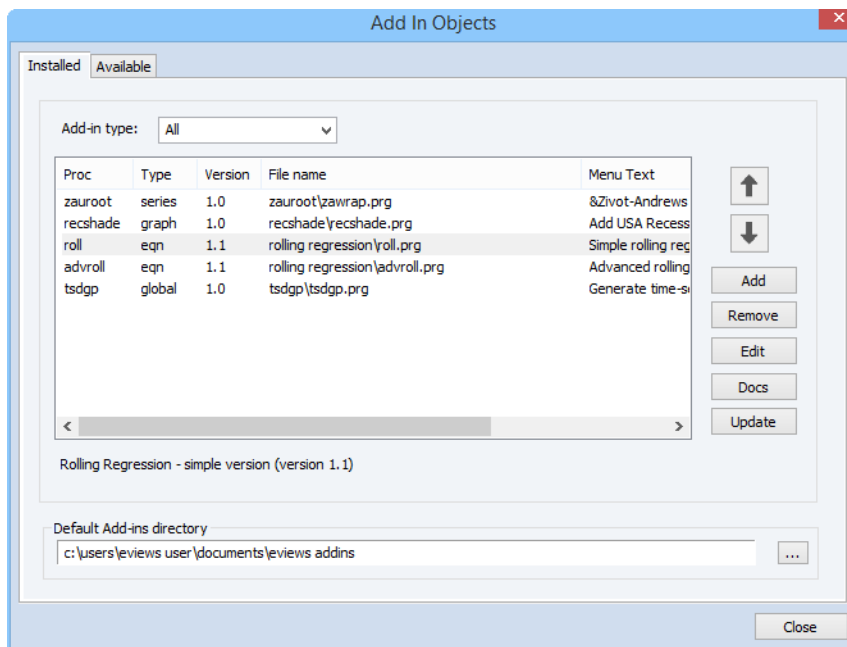 Add In Objects
Installed Available
Add-in type: All
Proc Type Version File name Menu Text
zauroot series 1.0 zauroot\zawrap.prg &Zivot-Andrews
recshade graph 1.0 recshade\recshade.prg Add USA Recess
roll eqn 1.1 rolling regression\roll.prg Simple rolling reg
advroll eqn 1.1 rolling regression\advroll.prg Advanced rolling
tsdgp global 1.0 tsdgp\tsdgp.prg Generate time-s
Add
Remove
Edit
Docs
Update
Rolling Regression - simple version (version 1.1)
Default Add-ins directory
c:\users\eviews user\documents\eviews addins ...
Close